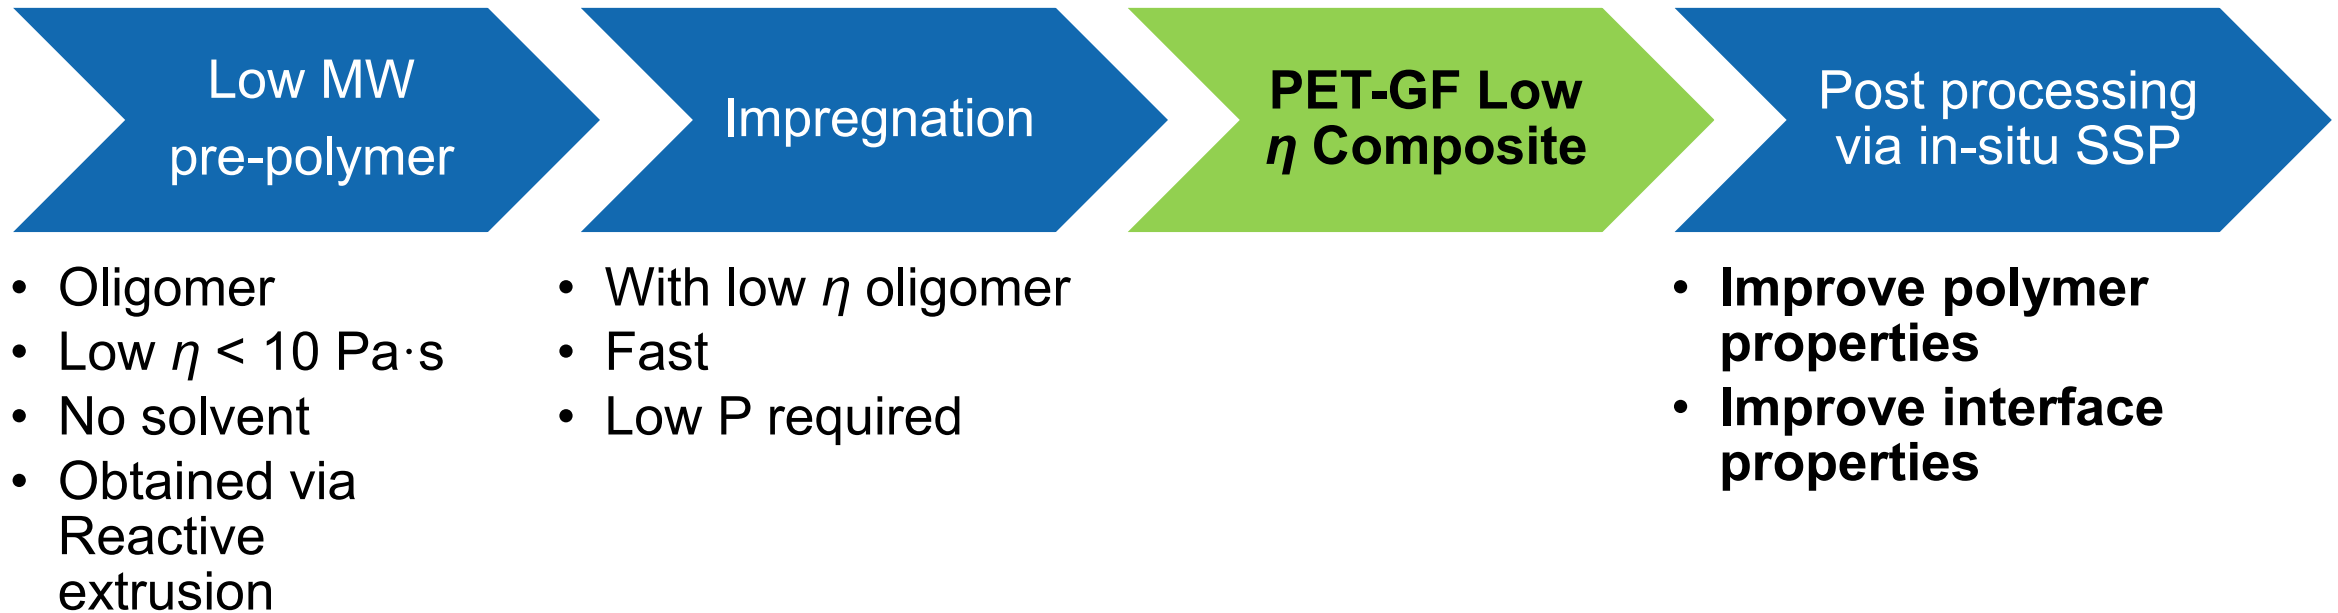 Low MW
pre-polymer
• Oligomer
• Low η < 10 Pa·s
• No solvent
• Obtained via
Reactive
extrusion
Impregnation
• With low η oligomer
• Fast
• Low P required
PET-GF Low
η Composite
Post processing
via in-situ SSP
• Improve polymer
properties
• Improve interface
properties